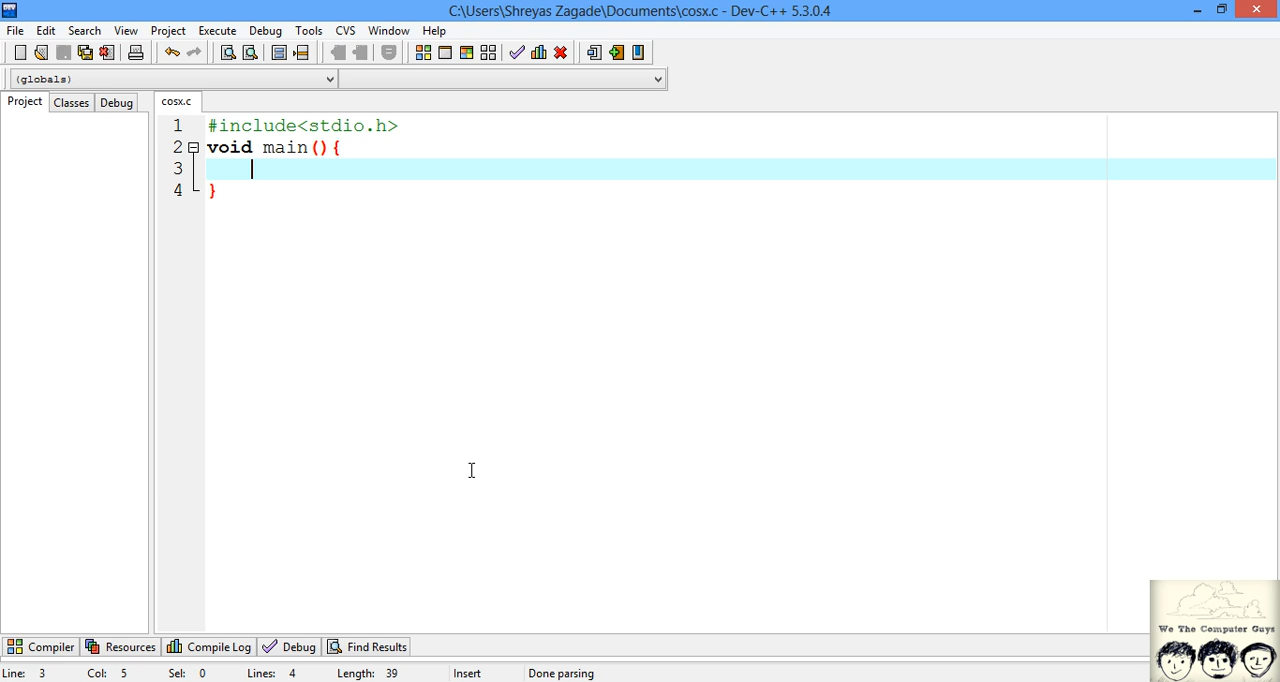 C:\Users\Shreyas Zagade\Documents\cosx.c - Dev-C++ 5.3.0.4
File Edit Search View Project Execute Debug Tools CVS Window Help
(globals)
Project Classes Debug cosx.c
1 #include<stdio.h>
2 void main(){
3
4 }
We The Computer Guys
Compiler Resources Compile Log Debug Find Results
Line: 3 Col: 5 Sel: 0 Lines: 4 Length: 39 Insert Done parsing